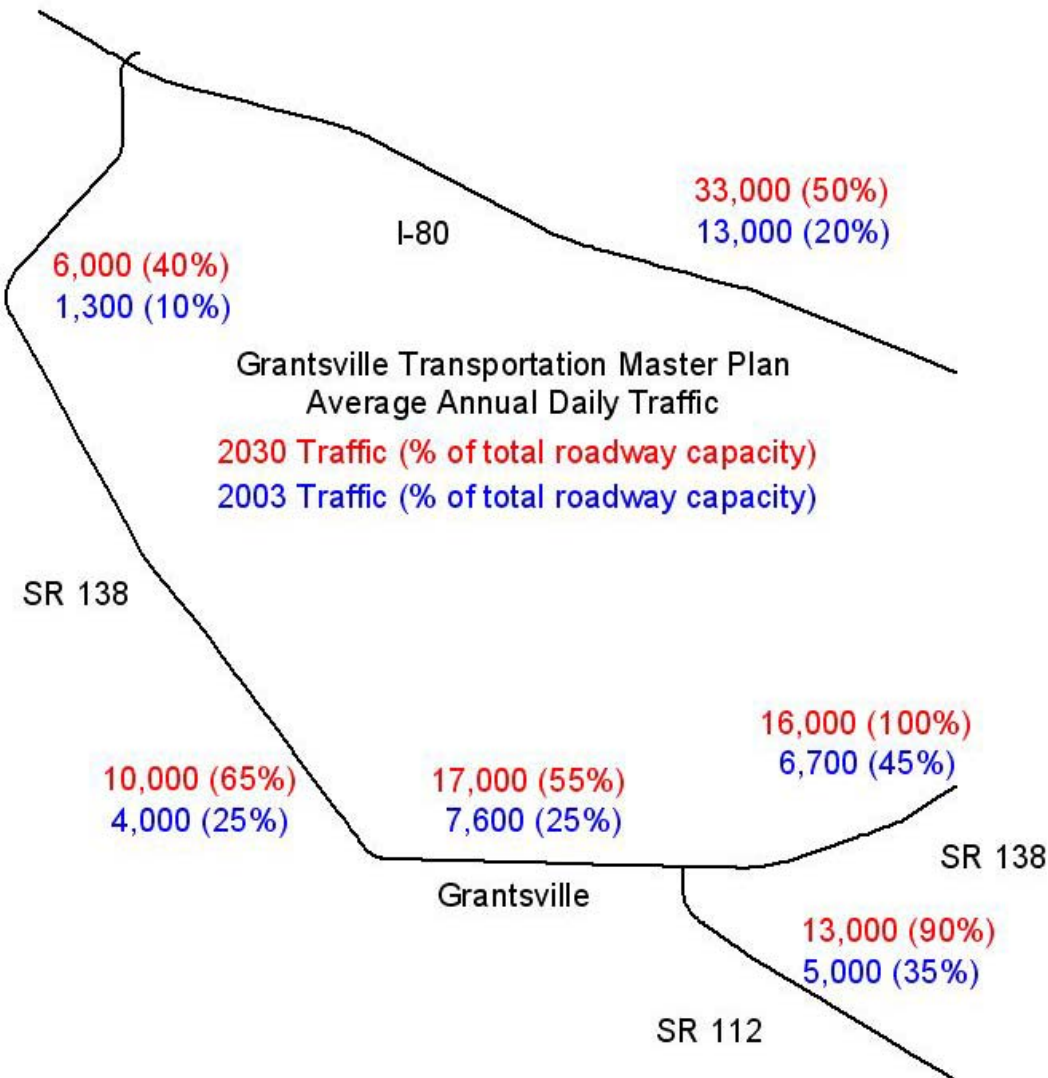 33,000 (50%)
13,000 (20%)
I-80
6,000 (40%)
1,300 (10%)
Grantsville Transportation Master Plan
Average Annual Daily Traffic
2030 Traffic (% of total roadway capacity)
2003 Traffic (% of total roadway capacity)
SR 138
16,000 (100%)
6,700 (45%)
10,000 (65%)
4,000 (25%)
17,000 (55%)
7,600 (25%)
SR 138
Grantsville
13,000 (90%)
5,000 (35%)
SR 112